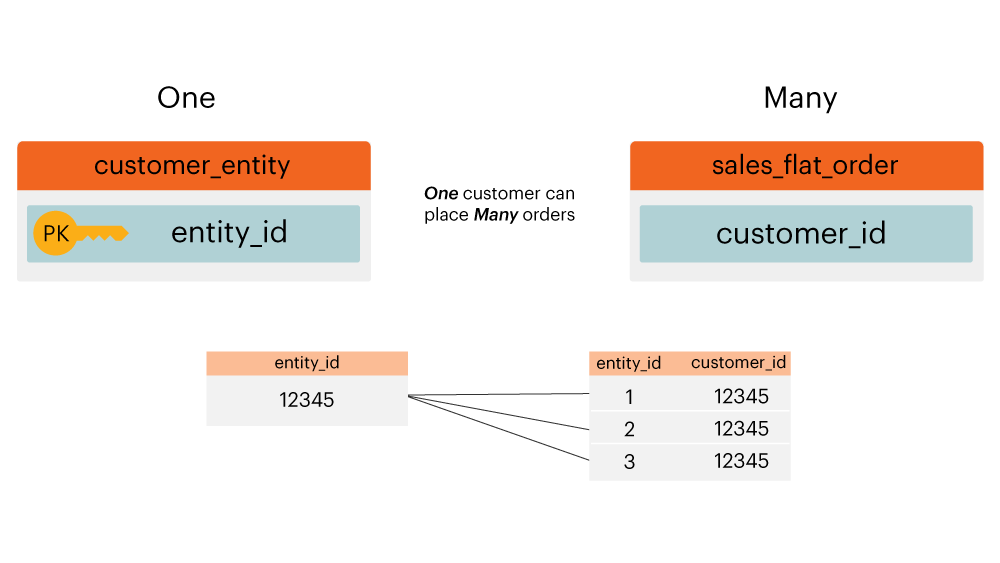 One
Many
customer_entity
sales_flat_order
One customer can
place Many orders
PK
entity_id
customer_id
entity_id
12345
entity_id customer_id
1 12345
2 12345
3 12345